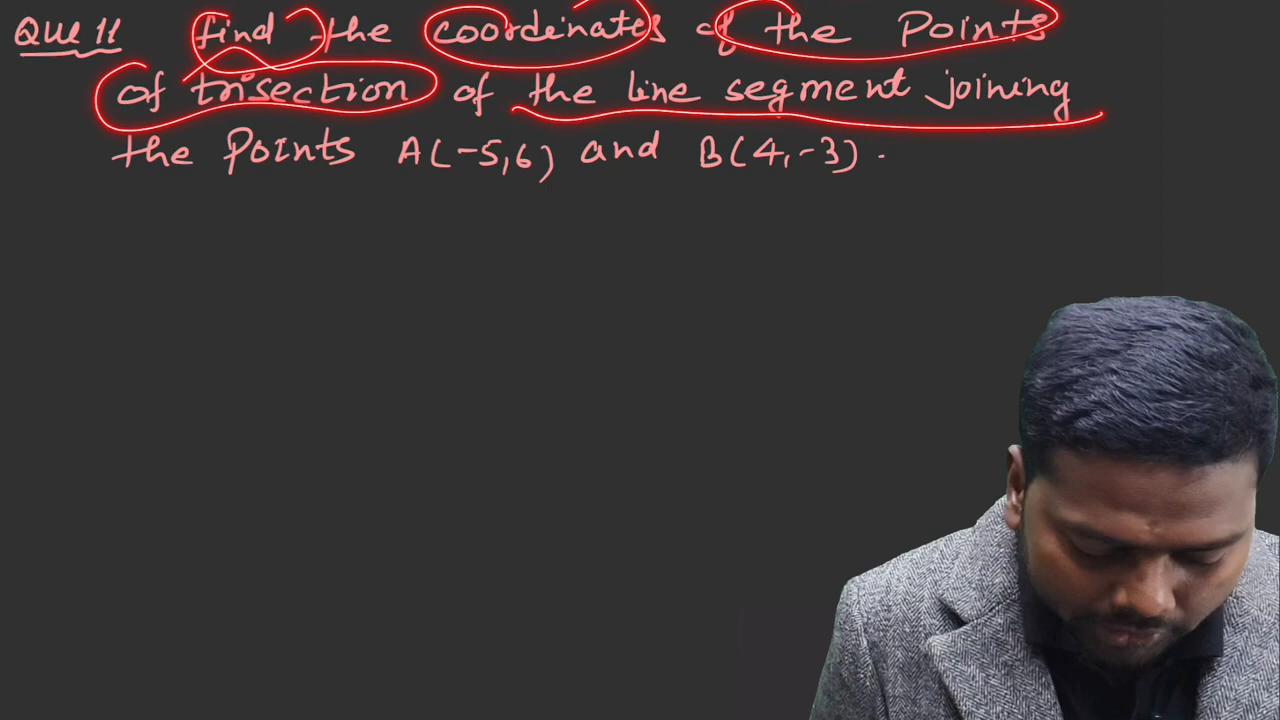 Que 11 find the coordinates of the Points
of trisection of the line segment joining
the points A(-5,6) and B(4,-3).